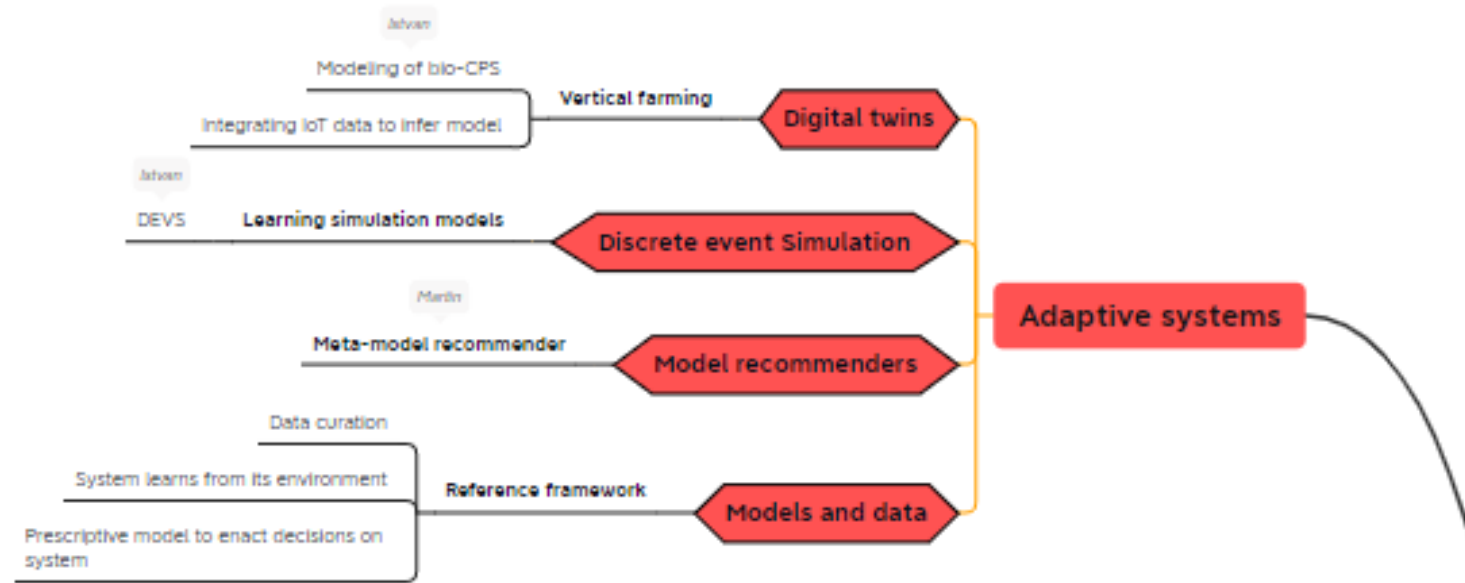 Istvan
Modeling of bio-CPS
Vertical farming
Digital twins
Integrating IoT data to infer model
Istvan
DEVS
Learning simulation models
Discrete event Simulation
Adaptive systems
Martin
Meta-model recommender
Model recommenders
Data curation
System learns from its environment
Reference framework
Models and data
Prescriptive model to enact decisions on
system